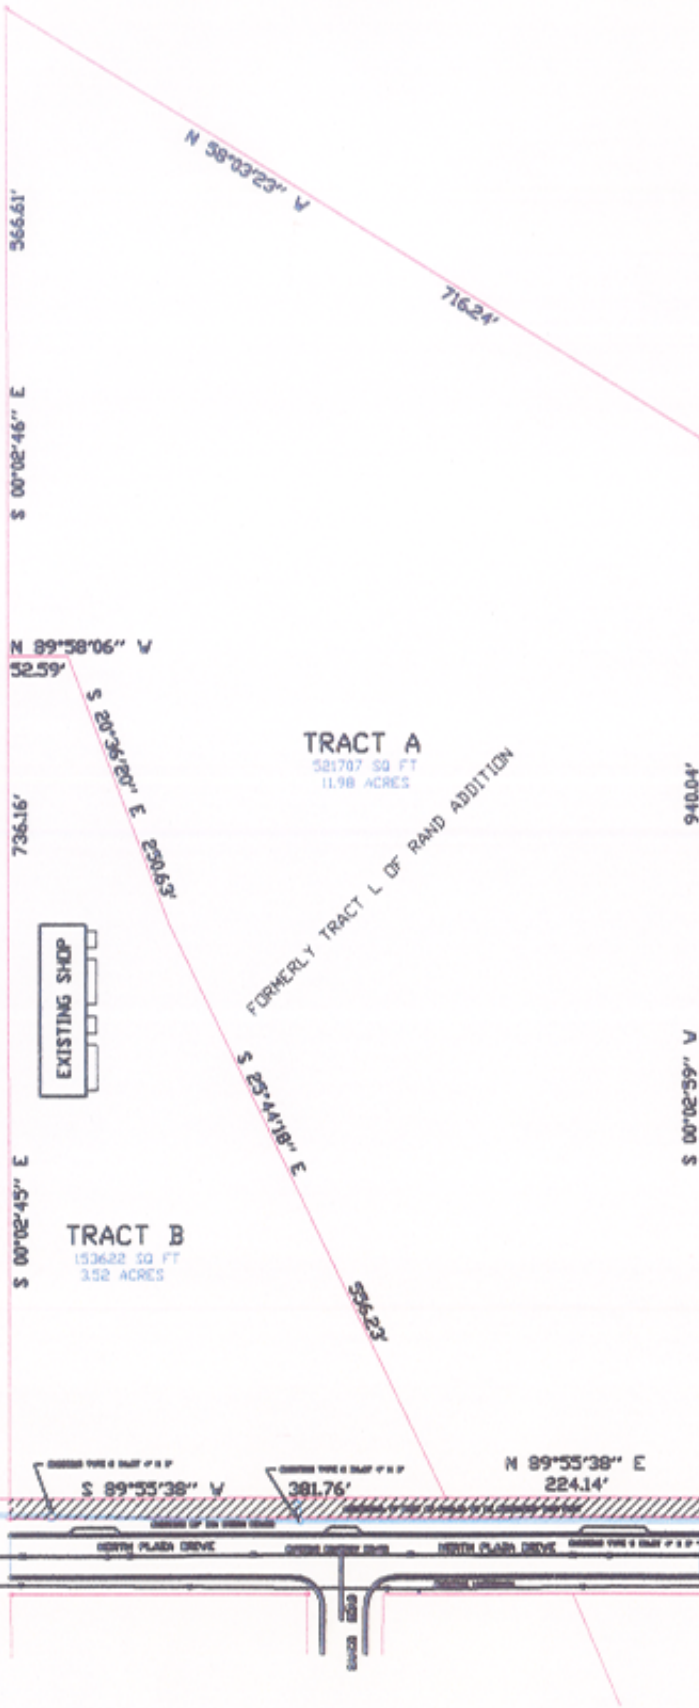 N 58°03'23" W
566.61'
716.24'
S 00°02'46" E
N 89°58'06" W
52.59'
S 20°36'20" E 250.63'
TRACT A
521707 SQ FT
11.98 ACRES
940.04'
736.16'
FORMERLY TRACT L OF RAND ADDITION
EXISTING SHOP
S 25°44'18" E
S 00°02'59" W
S 00°02'45" E
TRACT B
153622 SQ FT
3.52 ACRES
556.23'
N 89°55'38" E
224.14'
S 89°55'38" W 381.76'
NORTH PLAZA DRIVE
NORTH PLAZA DRIVE